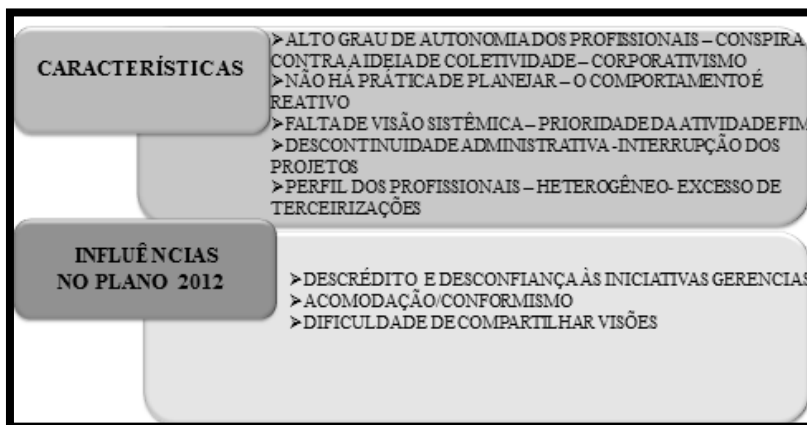 CARACTERÍSTICAS
➢ALTO GRAU DE AUTONOMIA DOS PROFISSIONAIS – CONSPIRA
CONTRA A IDEIA DE COLETIVIDADE – CORPORATIVISMO
➢NÃO HÁ PRÁTICA DE PLANEJAR – O COMPORTAMENTO É
REATIVO
➢FALTA DE VISÃO SISTÊMICA – PRIORIDADE DA ATIVIDADE FIM
➢DESCONTINUIDADE ADMINISTRATIVA -INTERRUPÇÃO DOS
PROJETOS
➢PERFIL DOS PROFISSIONAIS – HETEROGÊNEO- EXCESSO DE
TERCEIRIZAÇÕES
INFLUÊNCIAS
NO PLANO 2012
➢DESCRÉDITO E DESCONFIANÇA ÀS INICIATIVAS GERENCIAS
➢ACOMODAÇÃO/CONFORMISMO
➢DIFICULDADE DE COMPARTILHAR VISÕES